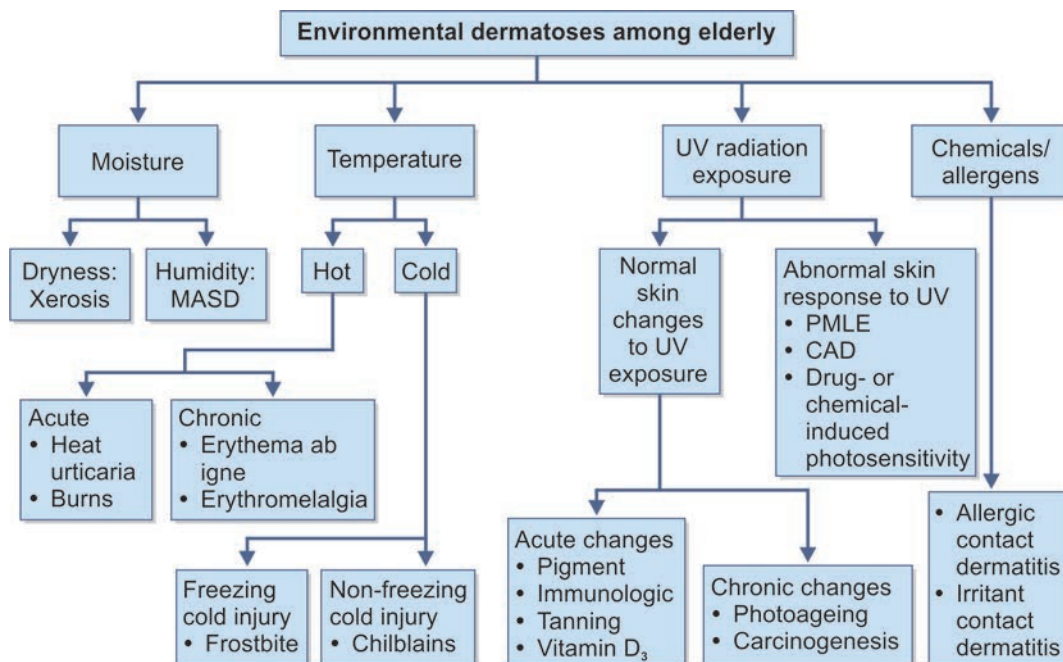 Environmental dermatoses among elderly
Moisture
Temperature
UV radiation
exposure
Chemicals/
allergens
Dryness:
Xerosis
Humidity:
MASD
Hot
Cold
Normal
skin
changes
to UV
exposure
Abnormal skin
response to UV
• PMLE
• CAD
• Drug- or
chemical-
induced
photosensitivity
Acute
• Heat
urticaria
• Burns
Chronic
• Erythema ab
igne
• Erythromelalgia
Freezing
cold injury
• Frostbite
Non-freezing
cold injury
• Chilblains
Acute changes
• Pigment
• Immunologic
• Tanning
• Vitamin D₃
Chronic changes
• Photoageing
• Carcinogenesis
• Allergic
contact
dermatitis
• Irritant
contact
dermatitis